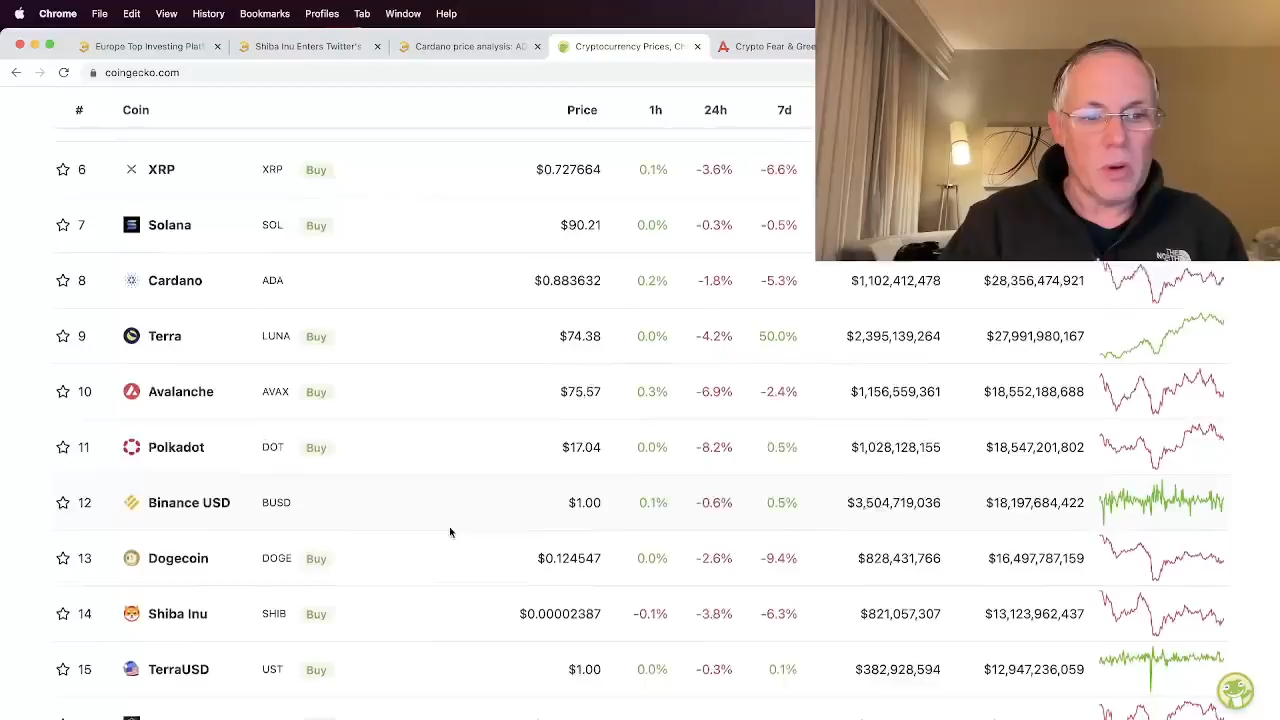 Chrome File Edit View History Bookmarks Profiles Tab Window Help
Europe Top Investing Platf Shiba Inu Enters Twitter's Cardano price analysis: AD Cryptocurrency Prices, Ch Crypto Fear & Gree
coingecko.com
# Coin Price 1h 24h 7d
6 XRP XRP Buy $0.727664 0.1% -3.6% -6.6%
7 Solana SOL Buy $90.21 0.0% -0.3% -0.5%
8 Cardano ADA $0.883632 0.2% -1.8% -5.3% $1,102,412,478 $28,356,474,921
9 Terra LUNA Buy $74.38 0.0% -4.2% 50.0% $2,395,139,264 $27,991,980,167
10 Avalanche AVAX Buy $75.57 0.3% -6.9% -2.4% $1,156,559,361 $18,552,188,688
11 Polkadot DOT Buy $17.04 0.0% -8.2% 0.5% $1,028,128,155 $18,547,201,802
12 Binance USD BUSD $1.00 0.1% -0.6% 0.5% $3,504,719,036 $18,197,684,422
13 Dogecoin DOGE Buy $0.124547 0.0% -2.6% -9.4% $828,431,766 $16,497,787,159
14 Shiba Inu SHIB Buy $0.00002387 -0.1% -3.8% -6.3% $821,057,307 $13,123,962,437
15 TerraUSD UST Buy $1.00 0.0% -0.3% 0.1% $382,928,594 $12,947,236,059
THE
NORTH